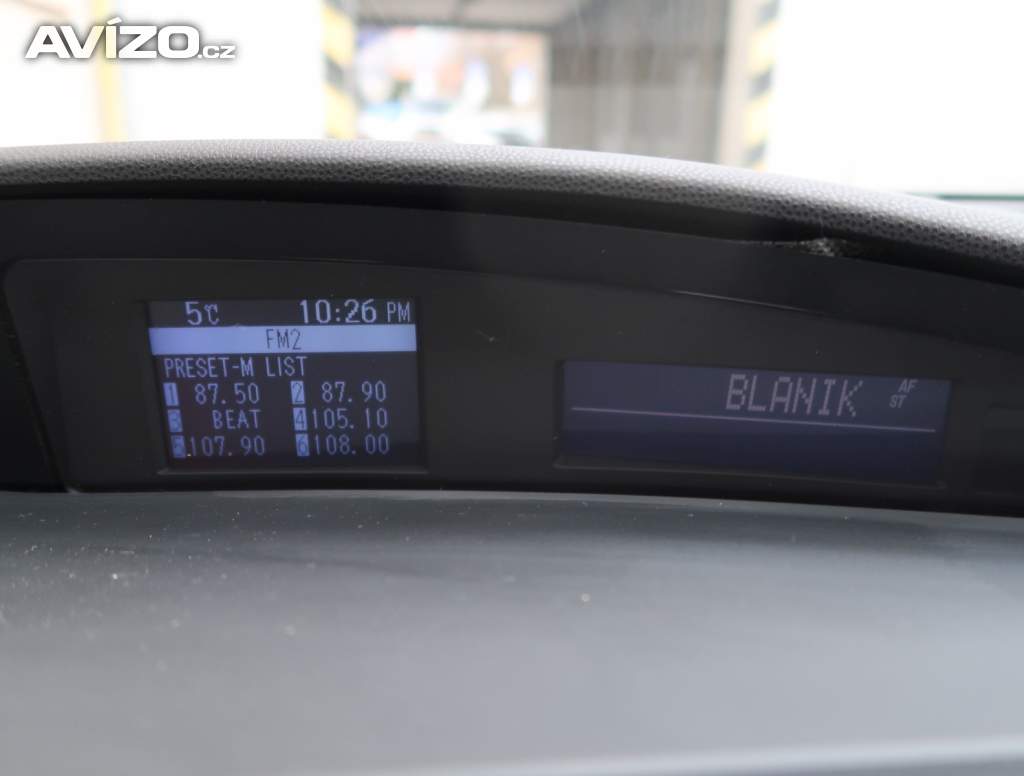 AVÍZO.cz
5℃ 10:26 PM
FM2
PRESET-M LIST
1 87.50 2 87.90
3 BEAT 4 105.10
5 107.90 6 108.00
BLANIK AF
ST